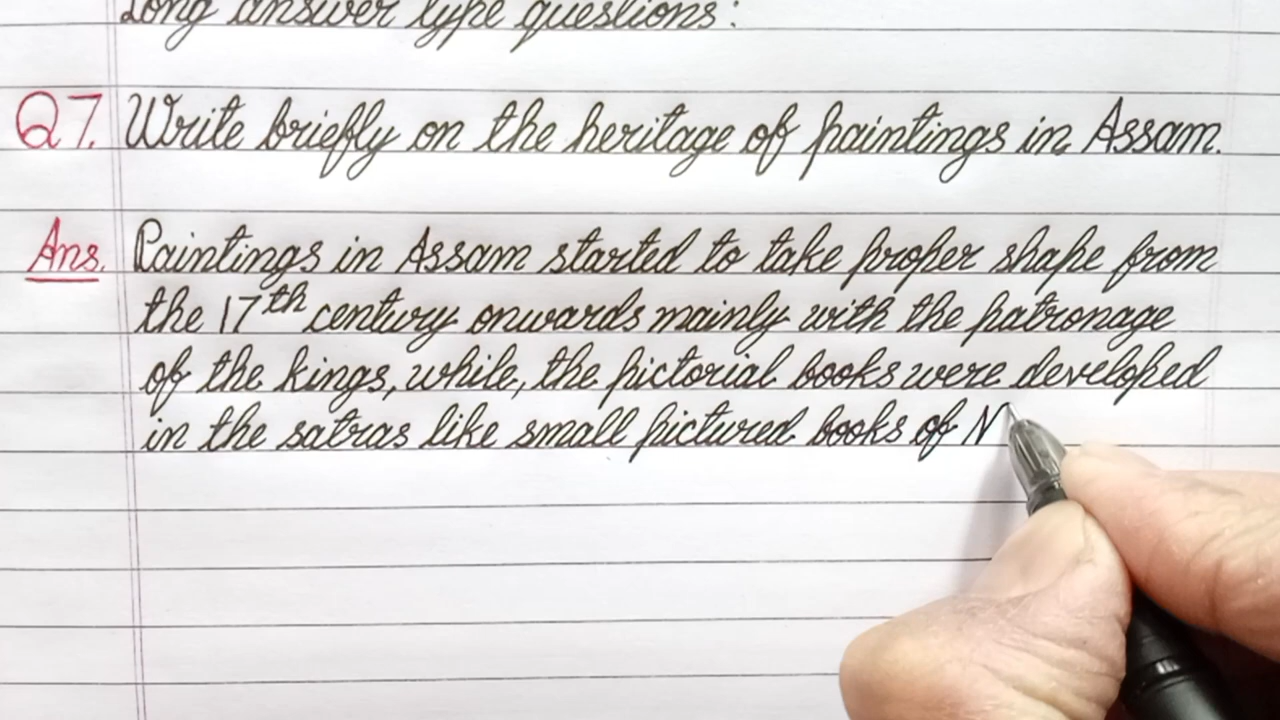 Long answer type questions:
Q7. Write briefly on the heritage of paintings in Assam.
Ans. Paintings in Assam started to take proper shape from
the 17th century onwards mainly with the patronage
of the kings, while, the pictorial books were developed
in the satras like small pictured books of N